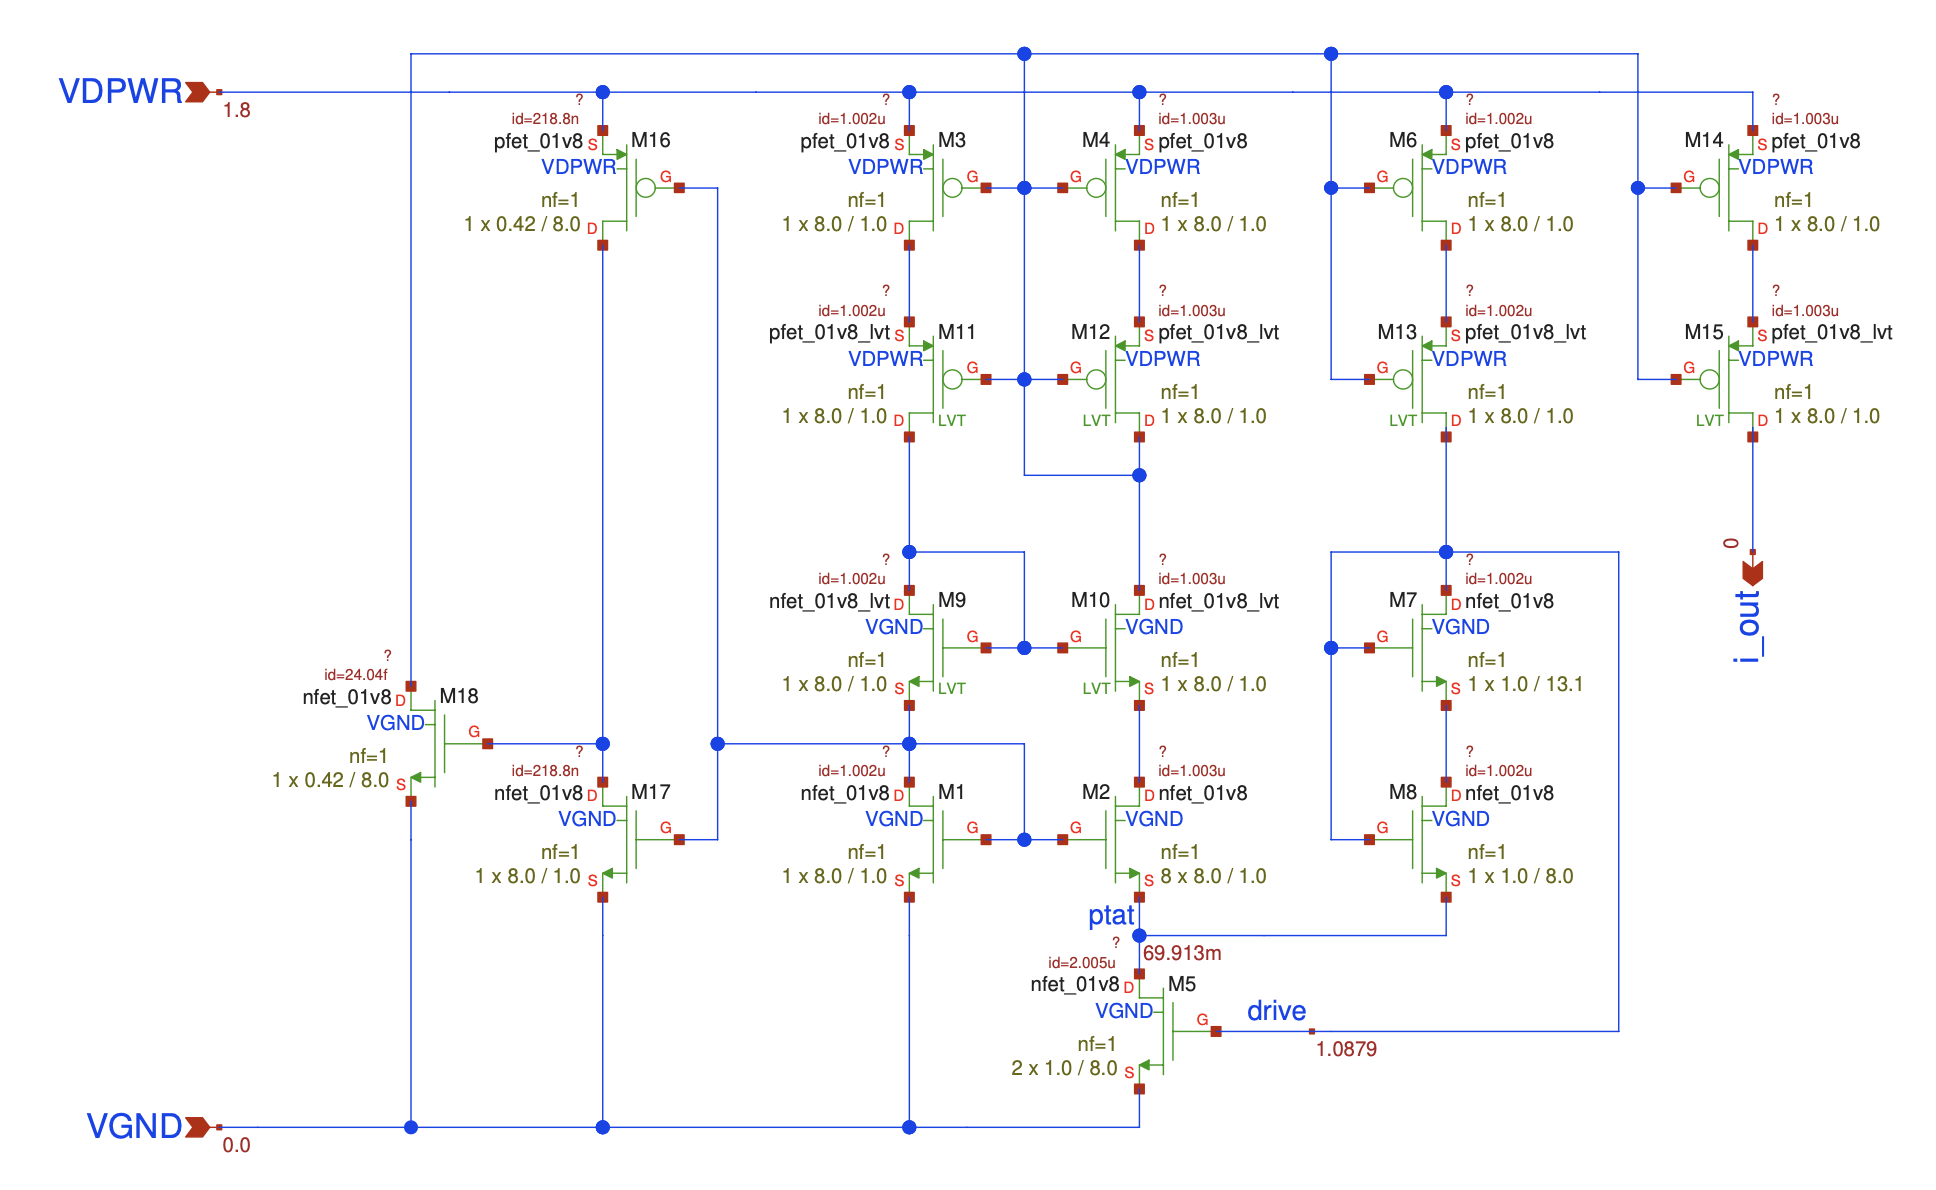 VDPWR
1.8
?
id=218.8n
pfet_01v8
S
M16
VDPWR
G
nf=1
1 x 0.42 / 8.0
D
?
id=1.002u
pfet_01v8
S
M3
VDPWR
G
nf=1
1 x 8.0 / 1.0
D
?
id=1.003u
M4
S
pfet_01v8
VDPWR
G
nf=1
D
1 x 8.0 / 1.0
?
id=1.002u
M6
S
pfet_01v8
VDPWR
G
nf=1
D
1 x 8.0 / 1.0
?
id=1.003u
M14
S
pfet_01v8
VDPWR
G
nf=1
D
1 x 8.0 / 1.0
?
id=1.002u
pfet_01v8_lvt
S
M11
VDPWR
G
nf=1
1 x 8.0 / 1.0
D
LVT
?
id=1.003u
M12
S
pfet_01v8_lvt
VDPWR
G
nf=1
LVT
D
1 x 8.0 / 1.0
?
id=1.002u
M13
S
pfet_01v8_lvt
VDPWR
G
nf=1
LVT
D
1 x 8.0 / 1.0
?
id=1.003u
M15
S
pfet_01v8_lvt
VDPWR
G
nf=1
LVT
D
1 x 8.0 / 1.0
0
i_out
?
id=1.002u
nfet_01v8_lvt
D
M9
VGND
G
nf=1
1 x 8.0 / 1.0
S
LVT
?
id=1.003u
M10
D
nfet_01v8_lvt
VGND
G
nf=1
LVT
S
1 x 8.0 / 1.0
?
id=1.002u
M7
D
nfet_01v8
VGND
G
nf=1
S
1 x 1.0 / 13.1
?
id=24.04f
nfet_01v8
D
M18
VGND
G
nf=1
1 x 0.42 / 8.0
S
?
id=218.8n
nfet_01v8
D
M17
VGND
G
nf=1
1 x 8.0 / 1.0
S
?
id=1.002u
nfet_01v8
D
M1
VGND
G
nf=1
1 x 8.0 / 1.0
S
?
id=1.003u
M2
D
nfet_01v8
VGND
G
nf=1
S
8 x 8.0 / 1.0
?
id=1.002u
M8
D
nfet_01v8
VGND
G
nf=1
S
1 x 1.0 / 8.0
ptat
69.913m
?
id=2.005u
nfet_01v8
D
M5
VGND
G
nf=1
2 x 1.0 / 8.0
S
drive
1.0879
VGND
0.0